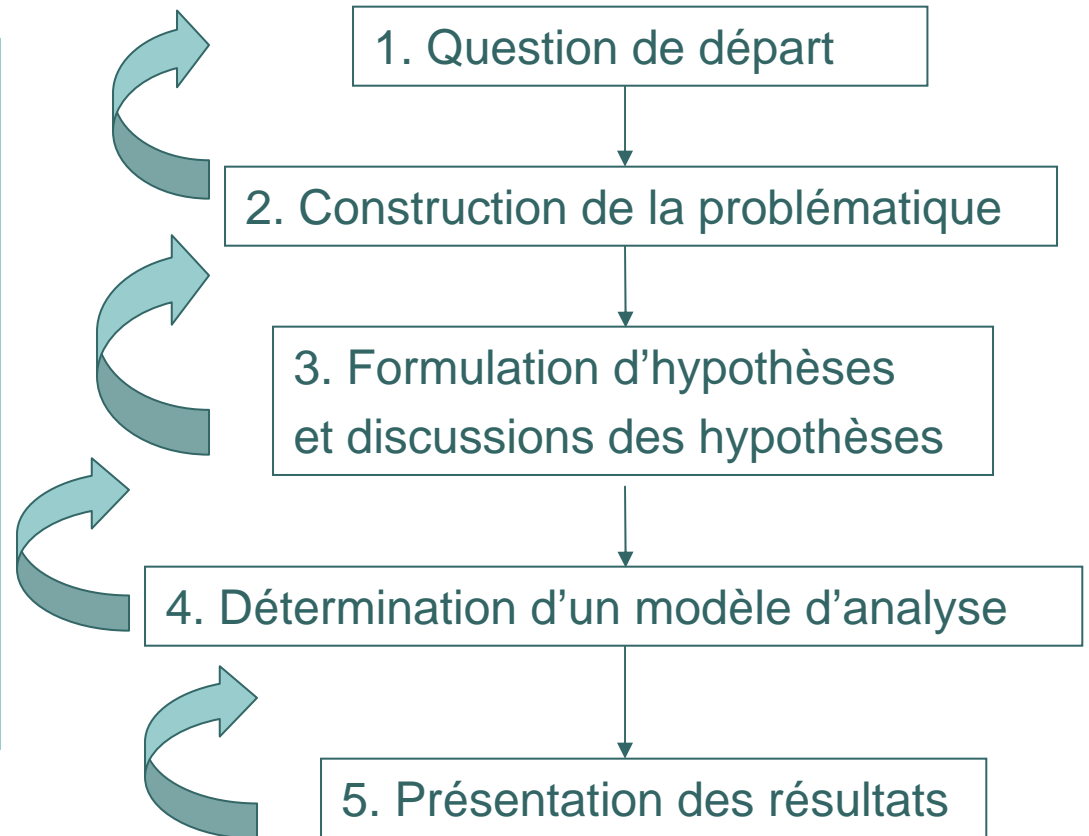 1. Question de départ
2. Construction de la problématique
3. Formulation d’hypothèses
et discussions des hypothèses
4. Détermination d’un modèle d’analyse
5. Présentation des résultats